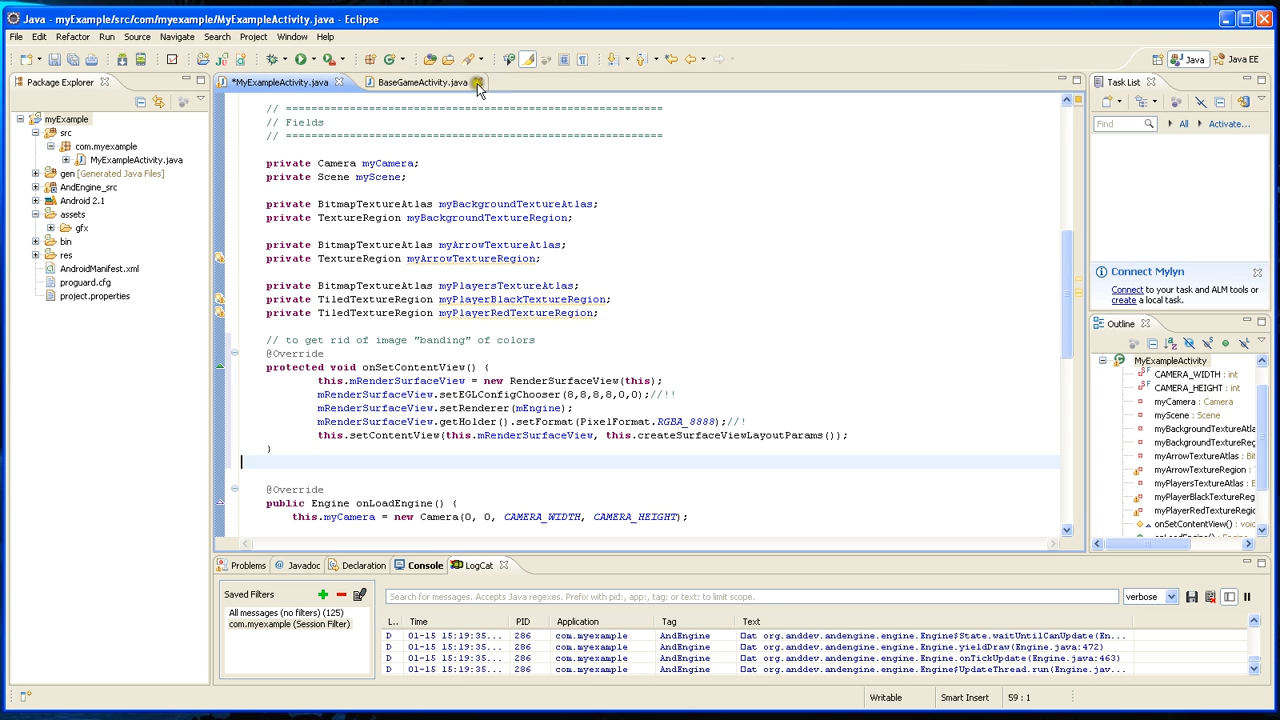 Java - myExample/src/com/myexample/MyExampleActivity.java - Eclipse
File Edit Refactor Run Source Navigate Search Project Window Help
Java Java EE
Package Explorer
*MyExampleActivity.java BaseGameActivity.java
Task List
myExample
src
com.myexample
MyExampleActivity.java
gen [Generated Java Files]
AndEngine_src
Android 2.1
assets
gfx
bin
res
AndroidManifest.xml
proguard.cfg
project.properties
// ===========================================================
// Fields
// ===========================================================
private Camera myCamera;
private Scene myScene;
private BitmapTextureAtlas myBackgroundTextureAtlas;
private TextureRegion myBackgroundTextureRegion;
private BitmapTextureAtlas myArrowTextureAtlas;
private TextureRegion myArrowTextureRegion;
private BitmapTextureAtlas myPlayersTextureAtlas;
private TiledTextureRegion myPlayerBlackTextureRegion;
private TiledTextureRegion myPlayerRedTextureRegion;
// to get rid of image "banding" of colors
@Override
protected void onSetContentView() {
this.mRenderSurfaceView = new RenderSurfaceView(this);
mRenderSurfaceView.setEGLConfigChooser(8,8,8,8,0,0);//!!
mRenderSurfaceView.setRenderer(mEngine);
mRenderSurfaceView.getHolder().setFormat(PixelFormat.RGBA_8888);//!
this.setContentView(this.mRenderSurfaceView, this.createSurfaceViewLayoutParams());
}
@Override
public Engine onLoadEngine() {
this.myCamera = new Camera(0, 0, CAMERA_WIDTH, CAMERA_HEIGHT);
Find All Activate...
Connect Mylyn
Connect to your task and ALM tools or
create a local task.
Outline
MyExampleActivity
CAMERA_WIDTH : int
CAMERA_HEIGHT : int
myCamera : Camera
myScene : Scene
myBackgroundTextureAtla
myBackgroundTextureReg
myArrowTextureAtlas : Bit
myArrowTextureRegion :
myPlayersTextureAtlas : B
myPlayerBlackTextureReg
myPlayerRedTextureRegio
onSetContentView() : voic
Problems Javadoc Declaration Console LogCat
Saved Filters
All messages (no filters) (125)
com.myexample (Session Filter)
Search for messages. Accepts Java regexes. Prefix with pid:, app:, tag: or text: to limit scope.
verbose
L.. Time PID Application Tag Text
D 01-15 15:19:35... 286 com.myexample AndEngine at org.anddev.andengine.engine.Engine$State.waitUntilCanUpdate(En...
D 01-15 15:19:35... 286 com.myexample AndEngine at org.anddev.andengine.engine.Engine.yieldDraw(Engine.java:472)
D 01-15 15:19:35... 286 com.myexample AndEngine at org.anddev.andengine.engine.Engine.onTickUpdate(Engine.java:463)
D 01-15 15:19:35... 286 com.myexample AndEngine at org.anddev.andengine.engine.Engine$UpdateThread.run(Engine.jav...
Writable Smart Insert 59 : 1